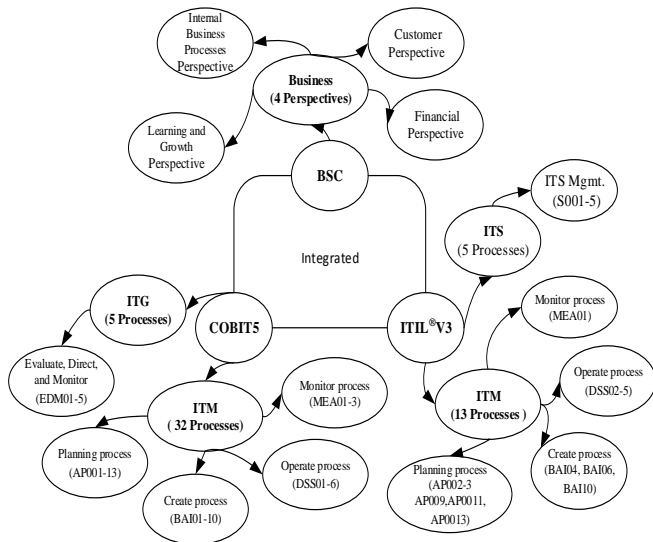 Internal
Business
Processes
Perspective
Customer
Perspective
Business
(4 Perspectives)
Learning and
Growth
Perspective
Financial
Perspective
BSC
ITS Mgmt.
(S001-5)
ITS
(5 Processes)
Integrated
ITG
(5 Processes)
COBIT5
ITIL®V3
Monitor process
(MEA01)
Evaluate, Direct,
and Monitor
(EDM01-5)
ITM
( 32 Processes)
Monitor process
(MEA01-3)
ITM
(13 Processes )
Operate process
(DSS02-5)
Planning process
(AP001-13)
Create process
(BAI01-10)
Operate process
(DSS01-6)
Planning process
(AP002-3
AP009,AP0011,
AP0013)
Create process
(BAI04, BAI06,
BAI10)